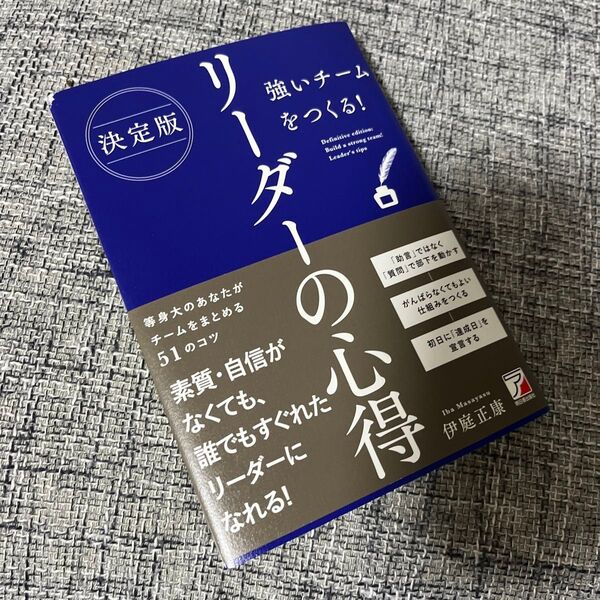 決定版
強いチーム
をつくる!
リーダーの心得
Definitive edition:
Build a strong team!
Leader's tips
「助言」ではなく
「質問」で部下を動かす
がんばらなくてもよい
仕組みをつくる
初日に「達成日」を
宣言する
等身大のあなたが
チームをまとめる
51のコツ
素質・自信が
なくても、
誰でもすぐれた
リーダーに
なれる!
Iba Masayasu
伊庭正康
ア